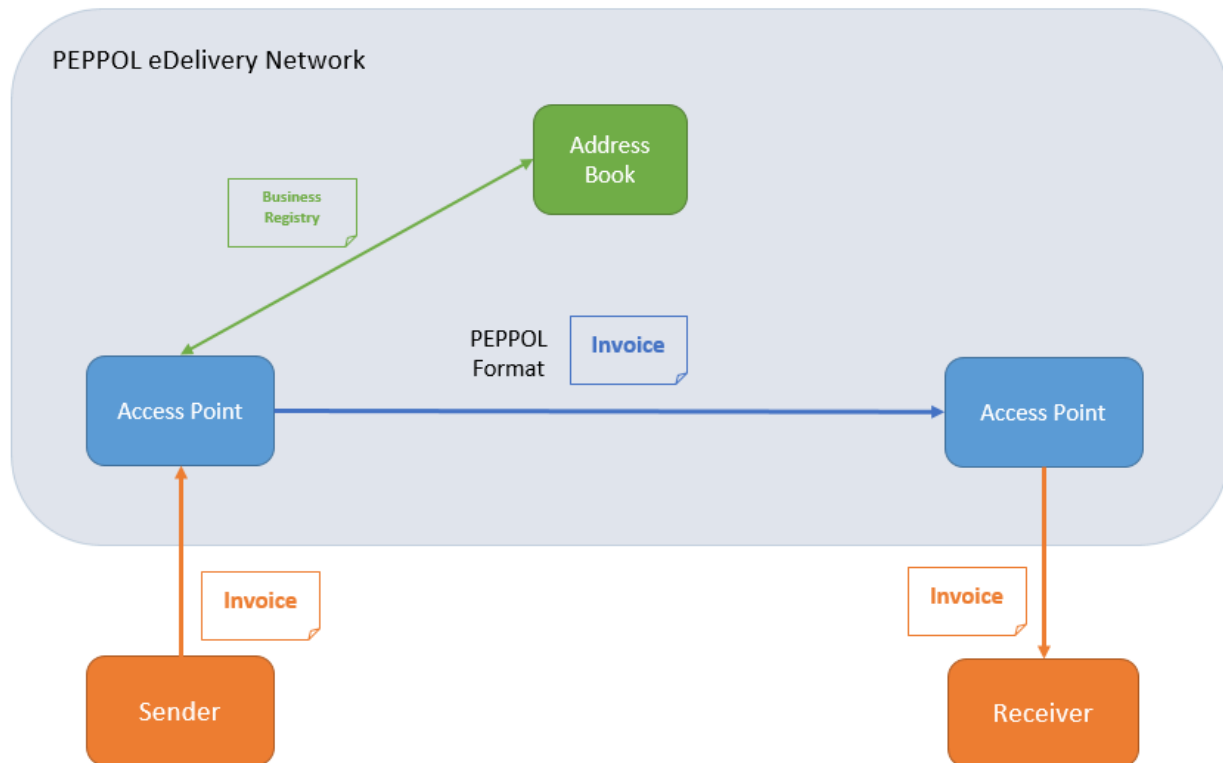 PEPPOL eDelivery Network
Address
Book
Business
Registry
PEPPOL
Format
Invoice
Access Point
Access Point
Invoice
Invoice
Sender
Receiver